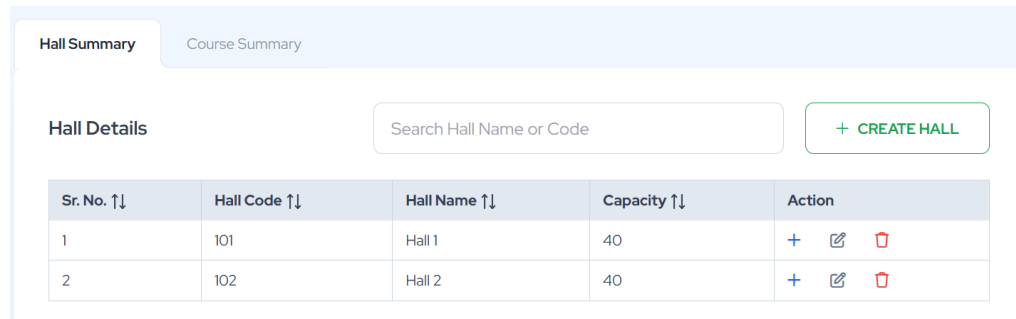 Hall Summary Course Summary
Hall Details Search Hall Name or Code + CREATE HALL
Sr. No. Hall Code Hall Name Capacity Action
1 101 Hall 1 40
2 102 Hall 2 40